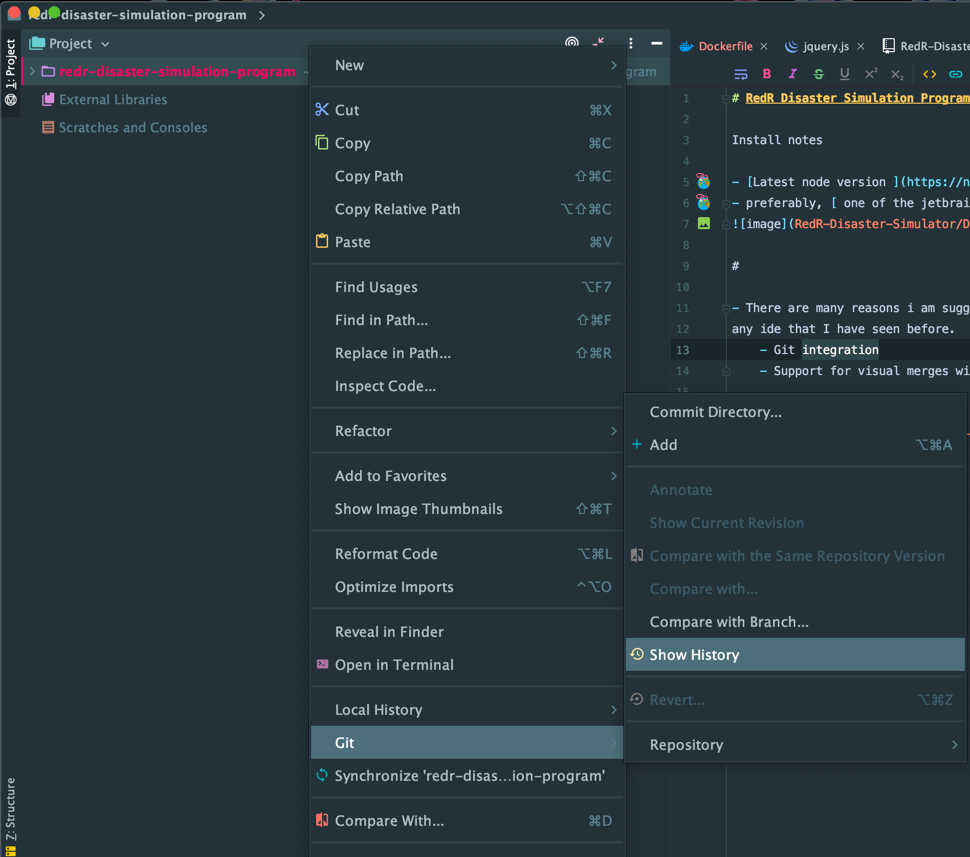 redr-disaster-simulation-program
Project
Dockerfile
jquery.js
RedR-Disaste
1: Project
redr-disaster-simulation-program ~
gram
External Libraries
Scratches and Consoles
New
Cut ⌘X
Copy ⌘C
Copy Path ⇧⌘C
Copy Relative Path ⌥⇧⌘C
Paste ⌘V
Find Usages ⌥F7
Find in Path... ⇧⌘F
Replace in Path... ⇧⌘R
Inspect Code...
Refactor
Add to Favorites
Show Image Thumbnails ⇧⌘T
Reformat Code ⌥⌘L
Optimize Imports ^⌥O
Reveal in Finder
Open in Terminal
Local History
Git
Synchronize 'redr-disas...ion-program'
Compare With... ⌘D
B I S U X² X₂ <>
1 # RedR Disaster Simulation Program
2
3 Install notes
4
5 - [Latest node version ](https://n
6 - preferably, [ one of the jetbrai
7 ![image](RedR-Disaster-Simulator/D
8
9 #
10
11 - There are many reasons i am sugg
12 any ide that I have seen before.
13 - Git integration
14 - Support for visual merges wi
15
Commit Directory...
+ Add ⌥⌘A
Annotate
Show Current Revision
Compare with the Same Repository Version
Compare with...
Compare with Branch...
Show History
Revert... ⌥⌘Z
Repository
Z: Structure